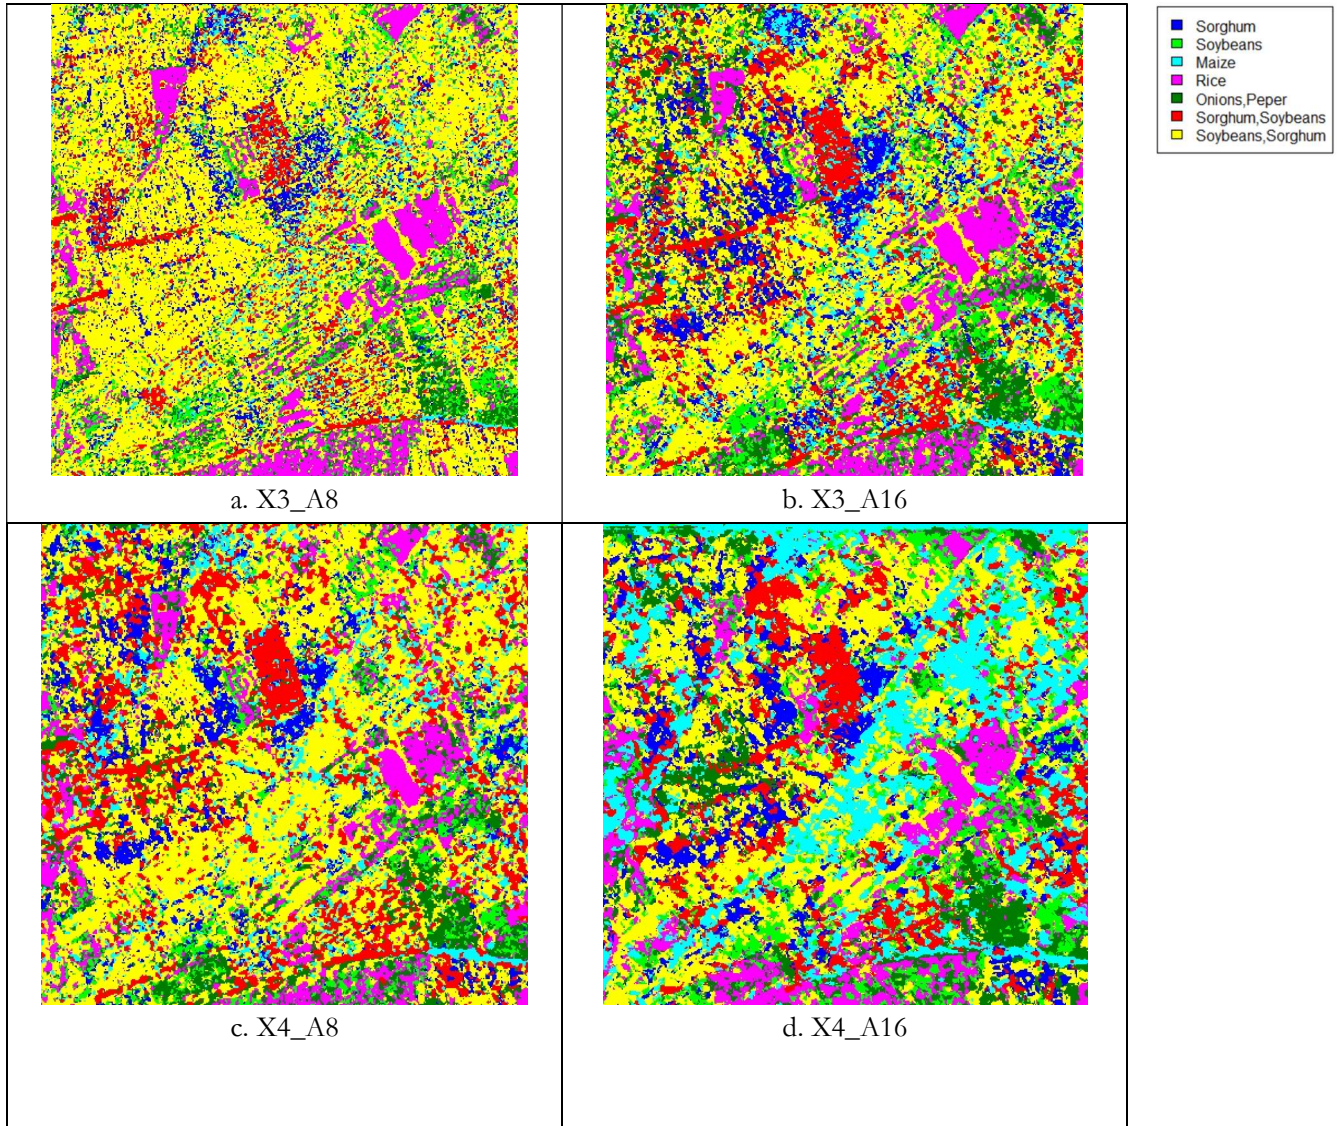 Sorghum
Soybeans
Maize
Rice
Onions,Peper
Sorghum,Soybeans
Soybeans,Sorghum
a. X3_A8
b. X3_A16
c. X4_A8
d. X4_A16